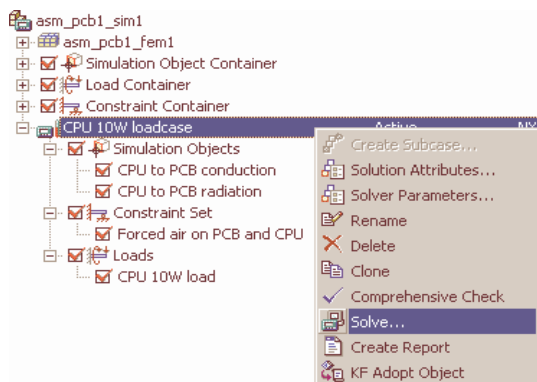 asm_pcb1_sim1
asm_pcb1_fem1
Simulation Object Container
Load Container
Constraint Container
CPU 10W loadcase Active NX
Simulation Objects
CPU to PCB conduction
CPU to PCB radiation
Constraint Set
Forced air on PCB and CPU
Loads
CPU 10W load
Create Subcase...
Solution Attributes...
Solver Parameters...
Rename
Delete
Clone
Comprehensive Check
Solve...
Create Report
KF Adopt Object